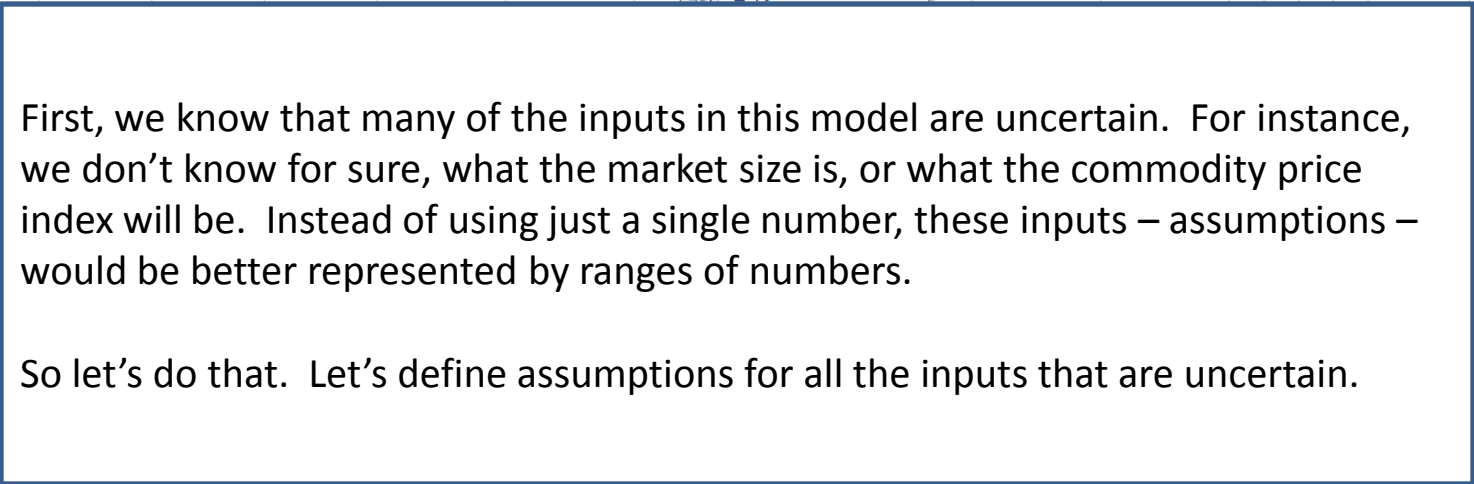 First, we know that many of the inputs in this model are uncertain.  For instance,
we don’t know for sure, what the market size is, or what the commodity price
index will be.  Instead of using just a single number, these inputs – assumptions –
would be better represented by ranges of numbers.
So let’s do that.  Let’s define assumptions for all the inputs that are uncertain.